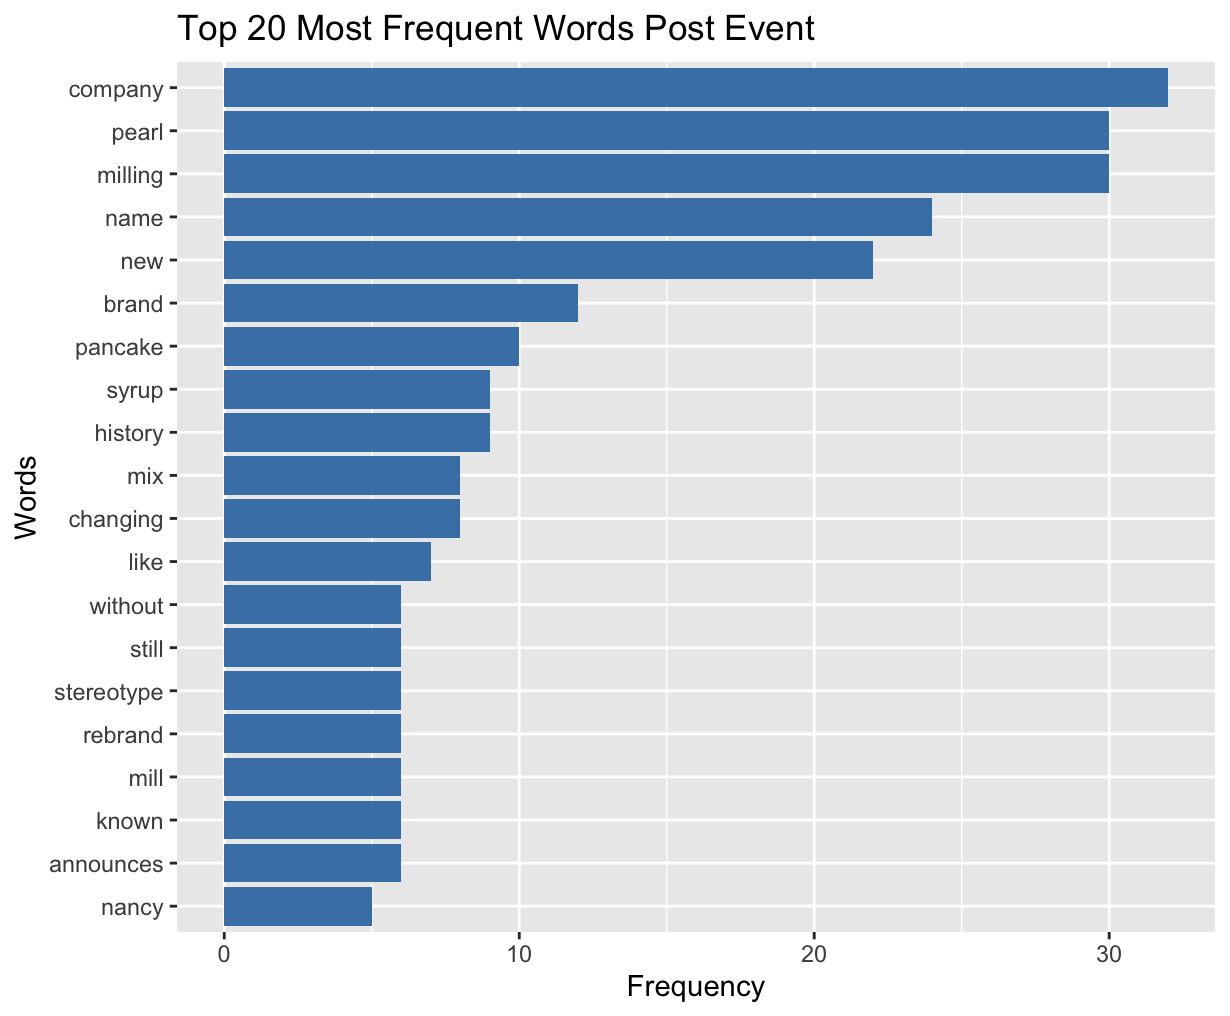 Top 20 Most Frequent Words Post Event
Words
company
pearl
milling
name
new
brand
pancake
syrup
history
mix
changing
like
without
still
stereotype
rebrand
mill
known
announces
nancy
0 10 20 30
Frequency